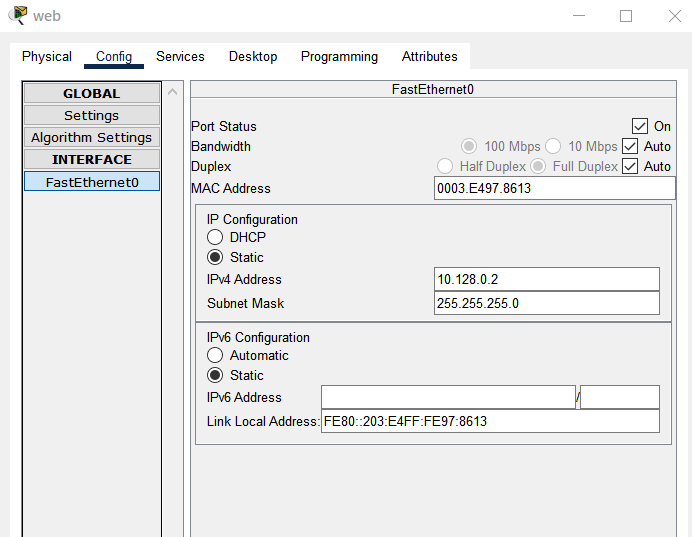 web
Physical Config Services Desktop Programming Attributes
GLOBAL
Settings
Algorithm Settings
INTERFACE
FastEthernet0
FastEthernet0
Port Status On
Bandwidth 100 Mbps 10 Mbps Auto
Duplex Half Duplex Full Duplex Auto
MAC Address 0003.E497.8613
IP Configuration
DHCP
Static
IPv4 Address 10.128.0.2
Subnet Mask 255.255.255.0
IPv6 Configuration
Automatic
Static
IPv6 Address /
Link Local Address: FE80::203:E4FF:FE97:8613